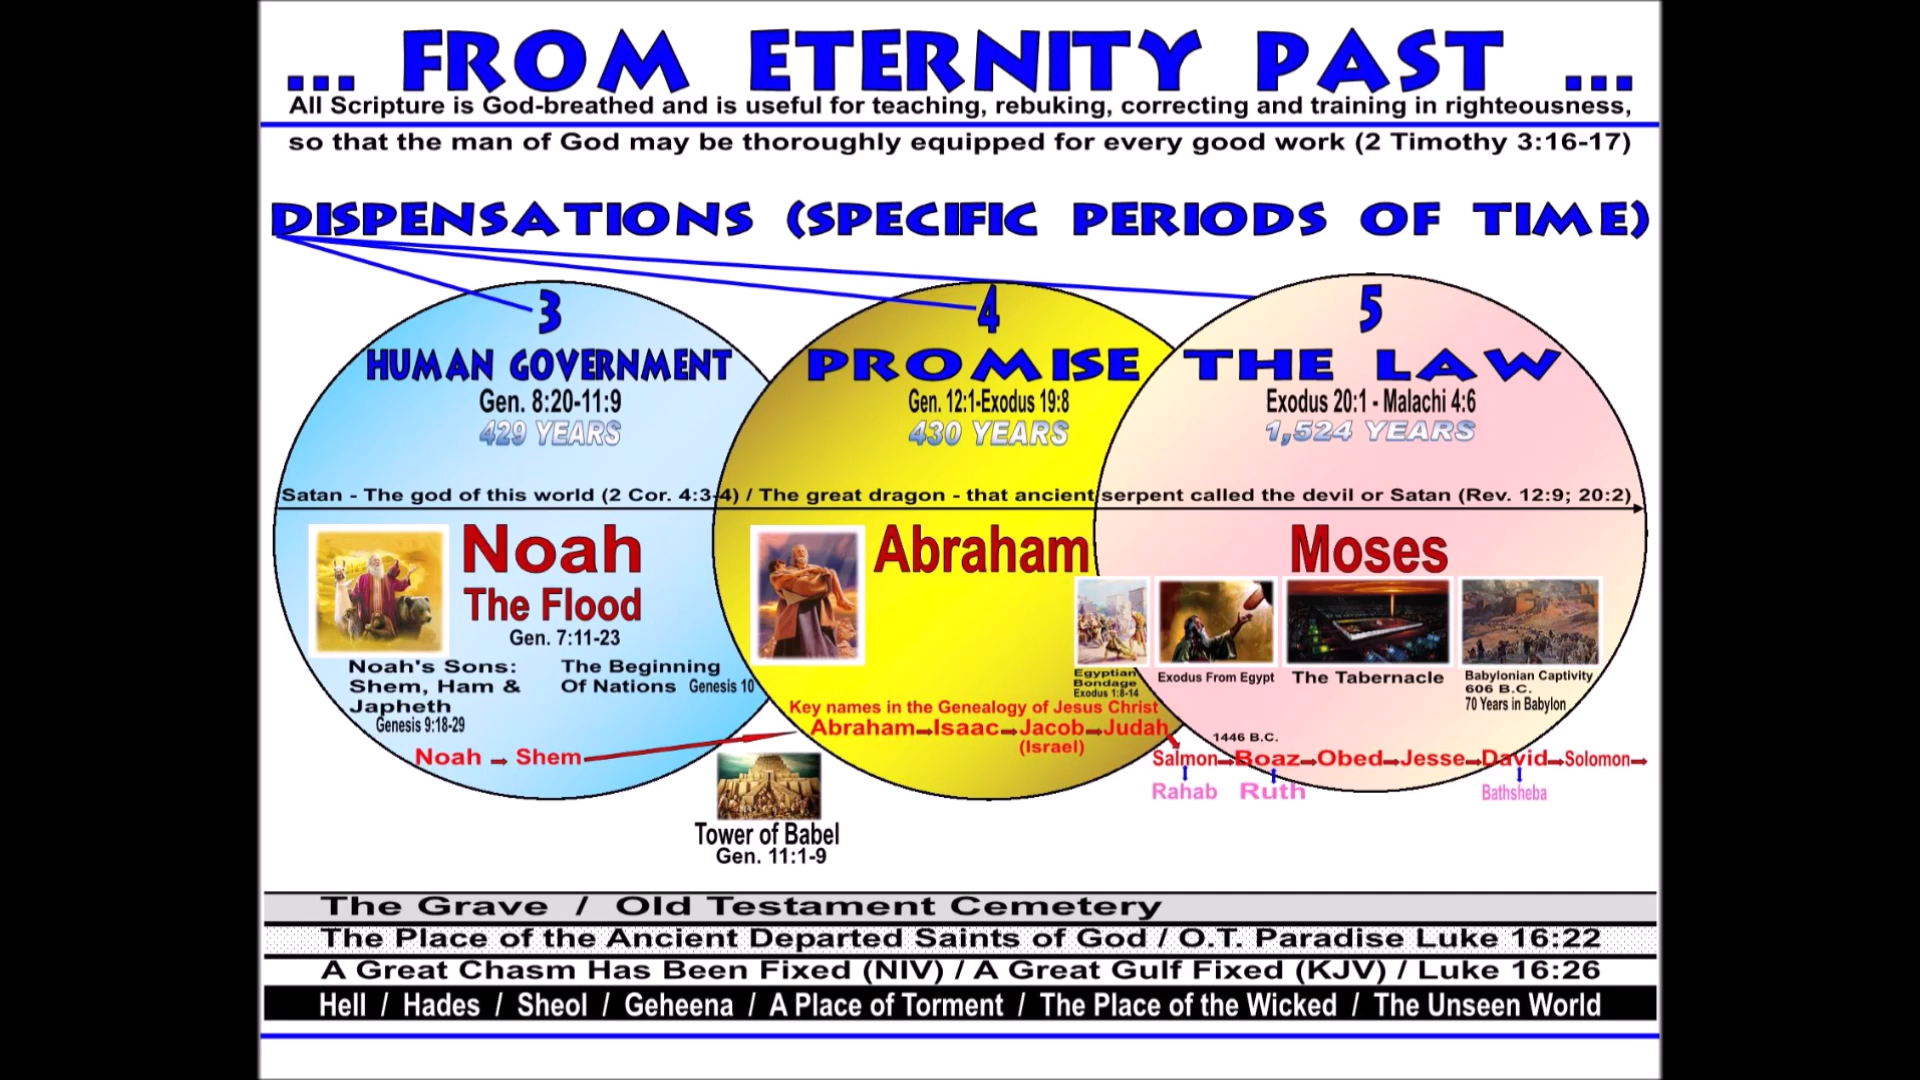 ... FROM ETERNITY PAST ...
All Scripture is God-breathed and is useful for teaching, rebuking, correcting and training in righteousness,
so that the man of God may be thoroughly equipped for every good work (2 Timothy 3:16-17)
DISPENSATIONS (SPECIFIC PERIODS OF TIME)
3
HUMAN GOVERNMENT
Gen. 8:20-11:9
429 YEARS
4
PROMISE
Gen. 12:1-Exodus 19:8
430 YEARS
5
THE LAW
Exodus 20:1 - Malachi 4:6
1,524 YEARS
Satan - The god of this world (2 Cor. 4:3-4) / The great dragon - that ancient serpent called the devil or Satan (Rev. 12:9; 20:2)
Noah
The Flood
Gen. 7:11-23
Noah's Sons:
Shem, Ham &
Japheth
Genesis 9:18-29
The Beginning
Of Nations Genesis 10
Noah → Shem
Tower of Babel
Gen. 11:1-9
Abraham
Key names in the Genealogy of Jesus Christ
Abraham→Isaac→Jacob→Judah
(Israel)
Moses
Egyptian
Bondage
Exodus 1:8-14
Exodus From Egypt
The Tabernacle
Babylonian Captivity
606 B.C.
70 Years in Babylon
1446 B.C.
Salmon→Boaz→Obed→Jesse→David→Solomon→
Rahab Ruth Bathsheba
The Grave / Old Testament Cemetery
The Place of the Ancient Departed Saints of God / O.T. Paradise Luke 16:22
A Great Chasm Has Been Fixed (NIV) / A Great Gulf Fixed (KJV) / Luke 16:26
Hell / Hades / Sheol / Geheena / A Place of Torment / The Place of the Wicked / The Unseen World